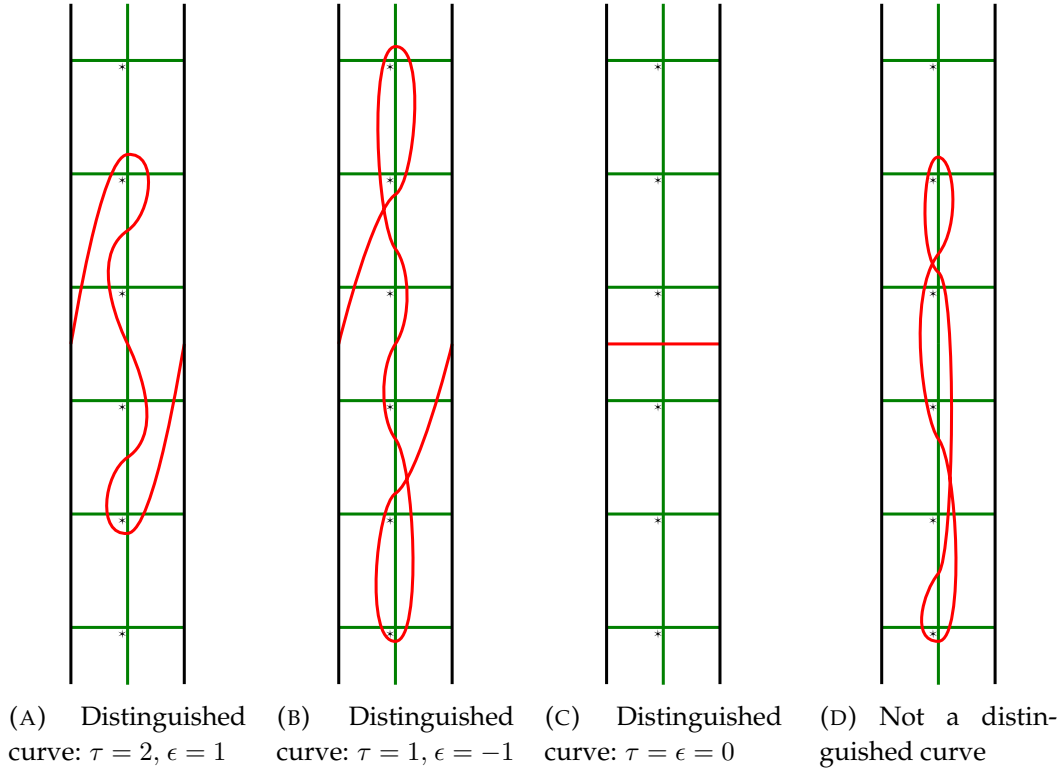 (A) Distinguished
curve: τ = 2, ϵ = 1
(B) Distinguished
curve: τ = 1, ϵ = −1
(C) Distinguished
curve: τ = ϵ = 0
(D) Not a distin-
guished curve